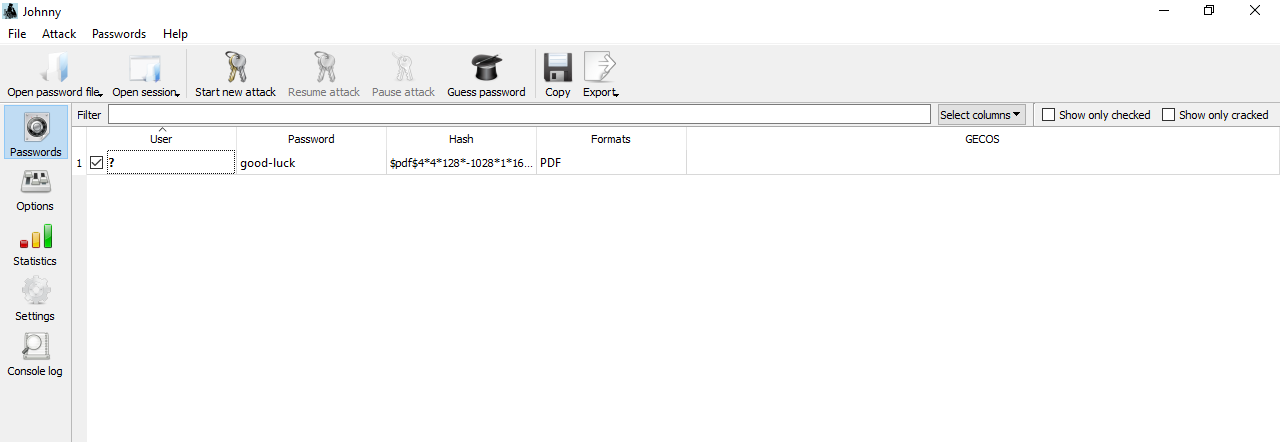 Johnny
File Attack Passwords Help
Open password file Open session Start new attack Resume attack Pause attack Guess password Copy Export
Passwords
Filter Select columns Show only checked Show only cracked
User Password Hash Formats GECOS
1 ? good-luck $pdf$4*4*128*-1028*1*16... PDF
Options
Statistics
Settings
Console log